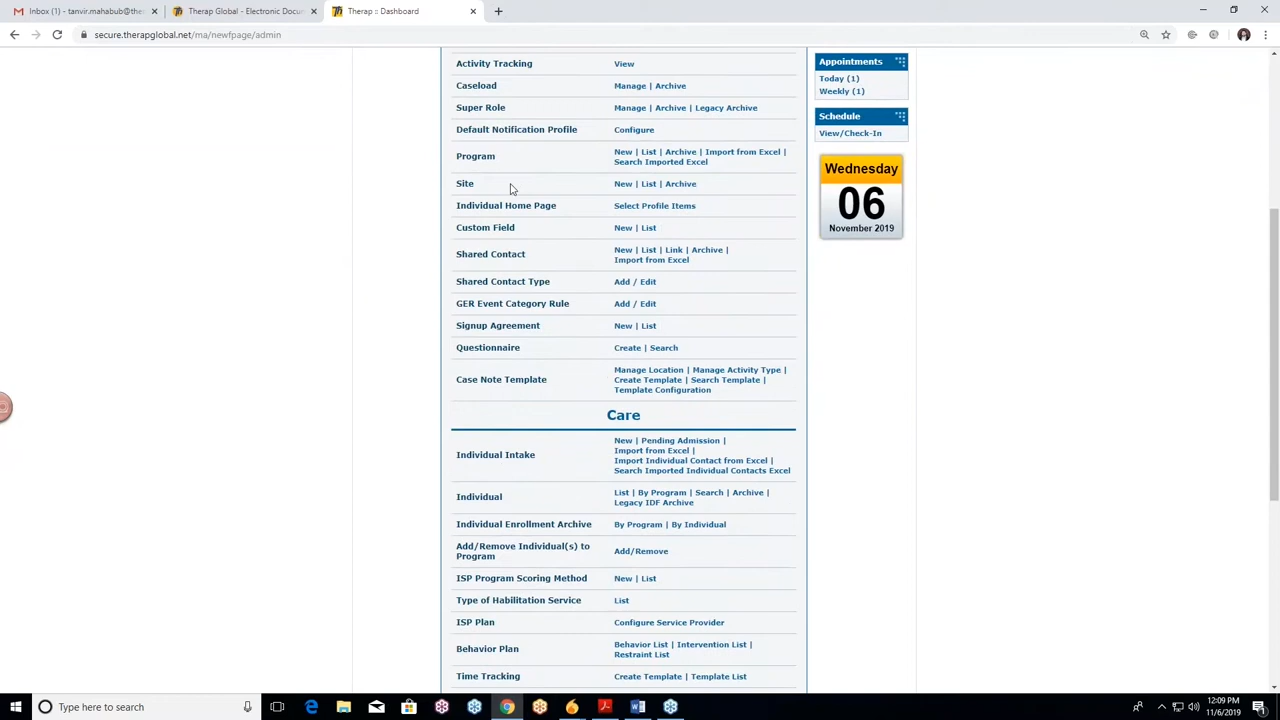 Inbox (1) - tanvir.mahabub@ther
Therap Global - Electronic Docu
Therap - Dashboard
secure.therapglobal.net/ma/newfpage/admin
Activity Tracking View
Caseload Manage | Archive
Super Role Manage | Archive | Legacy Archive
Default Notification Profile Configure
Program New | List | Archive | Import from Excel |
Search Imported Excel
Site New | List | Archive
Individual Home Page Select Profile Items
Custom Field New | List
Shared Contact New | List | Link | Archive |
Import from Excel
Shared Contact Type Add / Edit
GER Event Category Rule Add / Edit
Signup Agreement New | List
Questionnaire Create | Search
Case Note Template Manage Location | Manage Activity Type |
Create Template | Search Template |
Template Configuration
Care
Individual Intake New | Pending Admission |
Import from Excel |
Import Individual Contact from Excel |
Search Imported Individual Contacts Excel
Individual List | By Program | Search | Archive |
Legacy IDF Archive
Individual Enrollment Archive By Program | By Individual
Add/Remove Individual(s) to
Program Add/Remove
ISP Program Scoring Method New | List
Type of Habilitation Service List
ISP Plan Configure Service Provider
Behavior Plan Behavior List | Intervention List |
Restraint List
Time Tracking Create Template | Template List
Appointments
Today (1)
Weekly (1)
Schedule
View/Check-In
Wednesday
06
November 2019
Type here to search
12:09 PM
11/6/2019